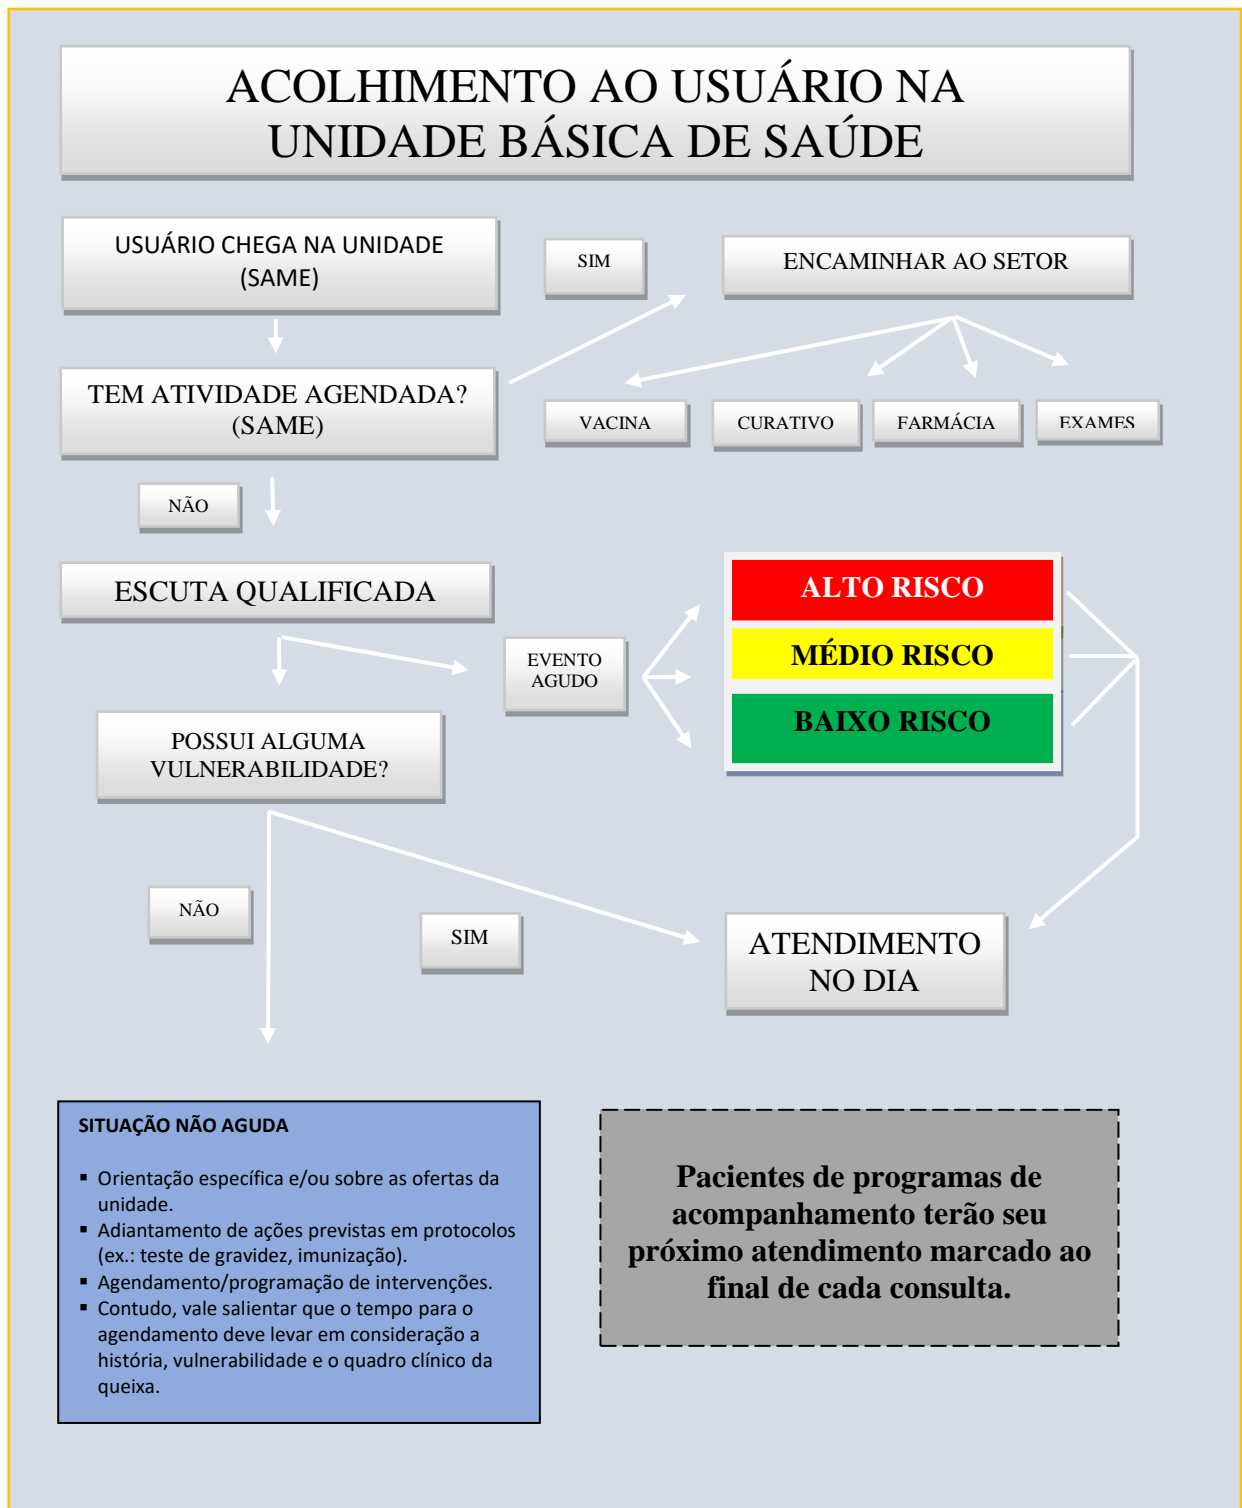 ACOLHIMENTO AO USUÁRIO NA
UNIDADE BÁSICA DE SAÚDE
USUÁRIO CHEGA NA UNIDADE
(SAME)
SIM
ENCAMINHAR AO SETOR
TEM ATIVIDADE AGENDADA?
(SAME)
VACINA
CURATIVO
FARMÁCIA
EXAMES
NÃO
ESCUTA QUALIFICADA
EVENTO
AGUDO
ALTO RISCO
MÉDIO RISCO
BAIXO RISCO
POSSUI ALGUMA
VULNERABILIDADE?
NÃO
SIM
ATENDIMENTO
NO DIA
SITUAÇÃO NÃO AGUDA
▪ Orientação específica e/ou sobre as ofertas da
unidade.
▪ Adiantamento de ações previstas em protocolos
(ex.: teste de gravidez, imunização).
▪ Agendamento/programação de intervenções.
▪ Contudo, vale salientar que o tempo para o
agendamento deve levar em consideração a
história, vulnerabilidade e o quadro clínico da
queixa.
Pacientes de programas de
acompanhamento terão seu
próximo atendimento marcado ao
final de cada consulta.